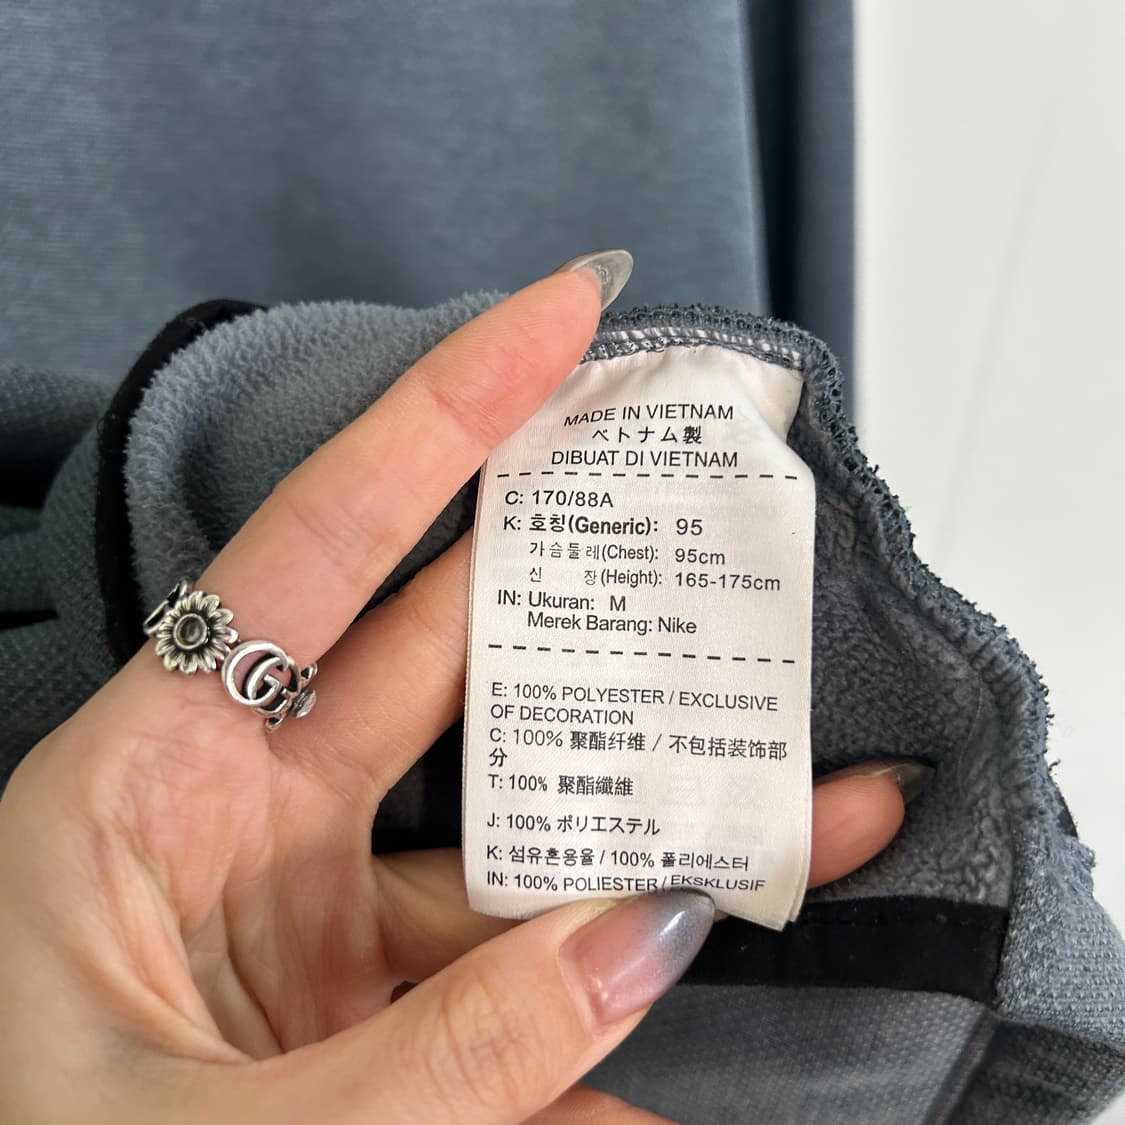 MADE IN VIETNAM
ベトナム製
DIBUAT DI VIETNAM
C: 170/88A
K: 호칭(Generic): 95
가슴둘레(Chest): 95cm
신 장(Height): 165-175cm
IN: Ukuran: M
Merek Barang: Nike
E: 100% POLYESTER / EXCLUSIVE
OF DECORATION
C: 100% 聚酯纤维 / 不包括装饰部
分
T: 100% 聚酯纖維
J: 100% ポリエステル
K: 섬유혼용율 / 100% 폴리에스터
IN: 100% POLIESTER / EKSKLUSIF